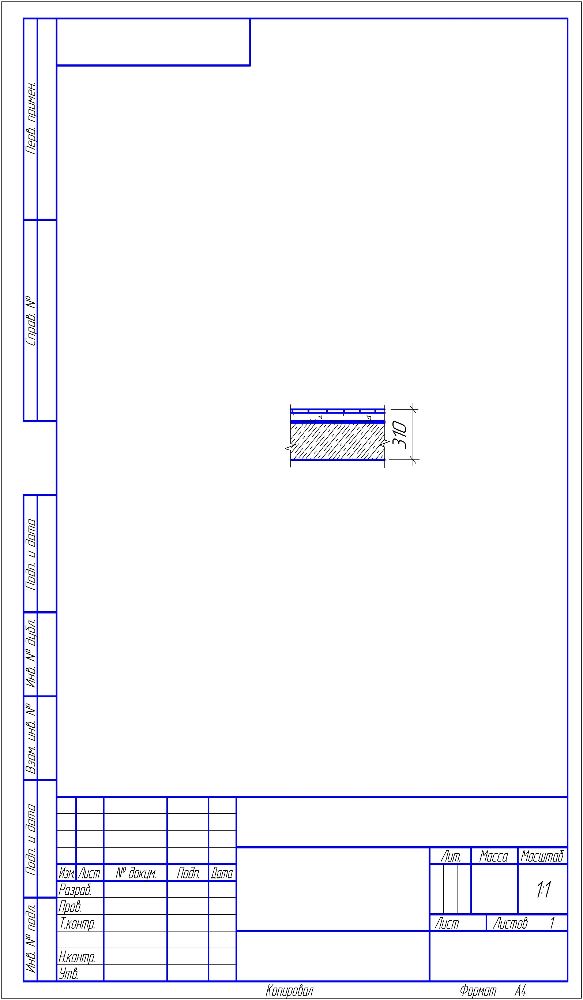 Перв. примен.
Справ. №
310
Подп. и дата
Инв. № дубл.
Взам. инв. №
Подп. и дата
Инв. № подл.
Лит. Масса Масштаб
Изм. Лист № докум. Подп. Дата
Разраб. 1:1
Пров.
Т.контр. Лист Листов 1
Н.контр.
Утв.
Копировал Формат А4